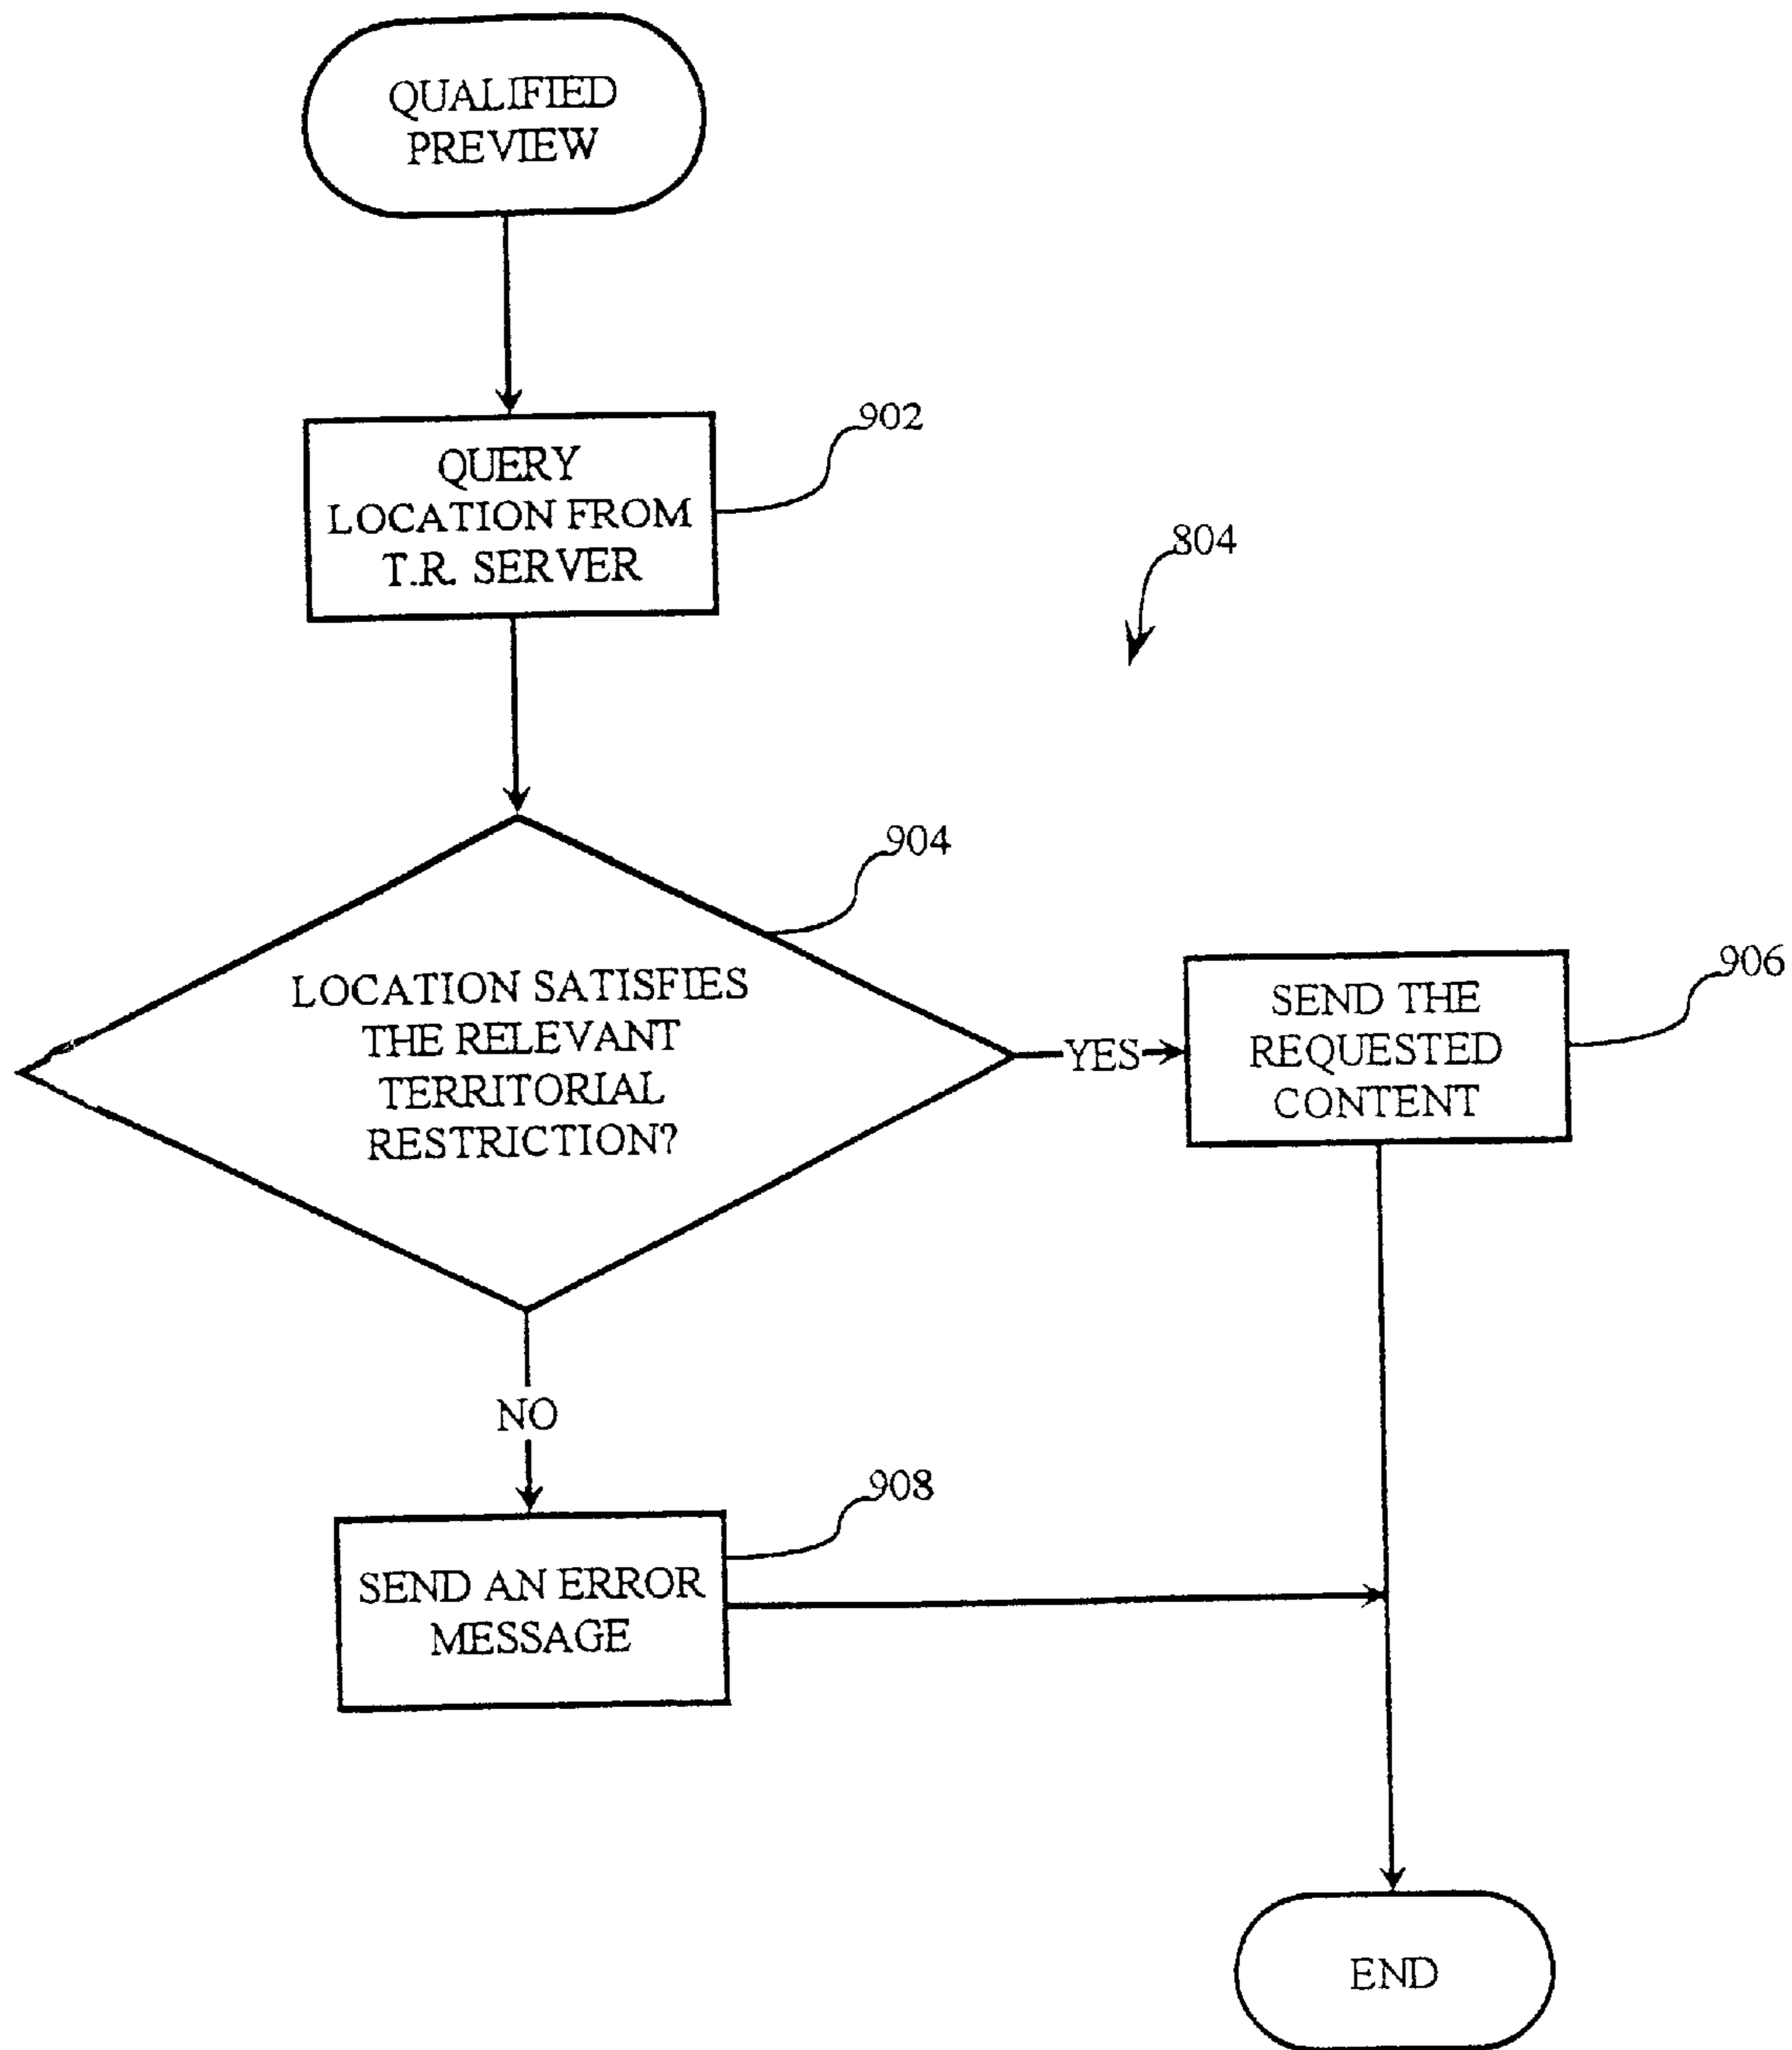 QUALIFIED
PREVIEW
902
QUERY
LOCATION FROM
T.R. SERVER
804
904
LOCATION SATISFIES
THE RELEVANT
TERRITORIAL
RESTRICTION?
YES
906
SEND THE
REQUESTED
CONTENT
NO
908
SEND AN ERROR
MESSAGE
END